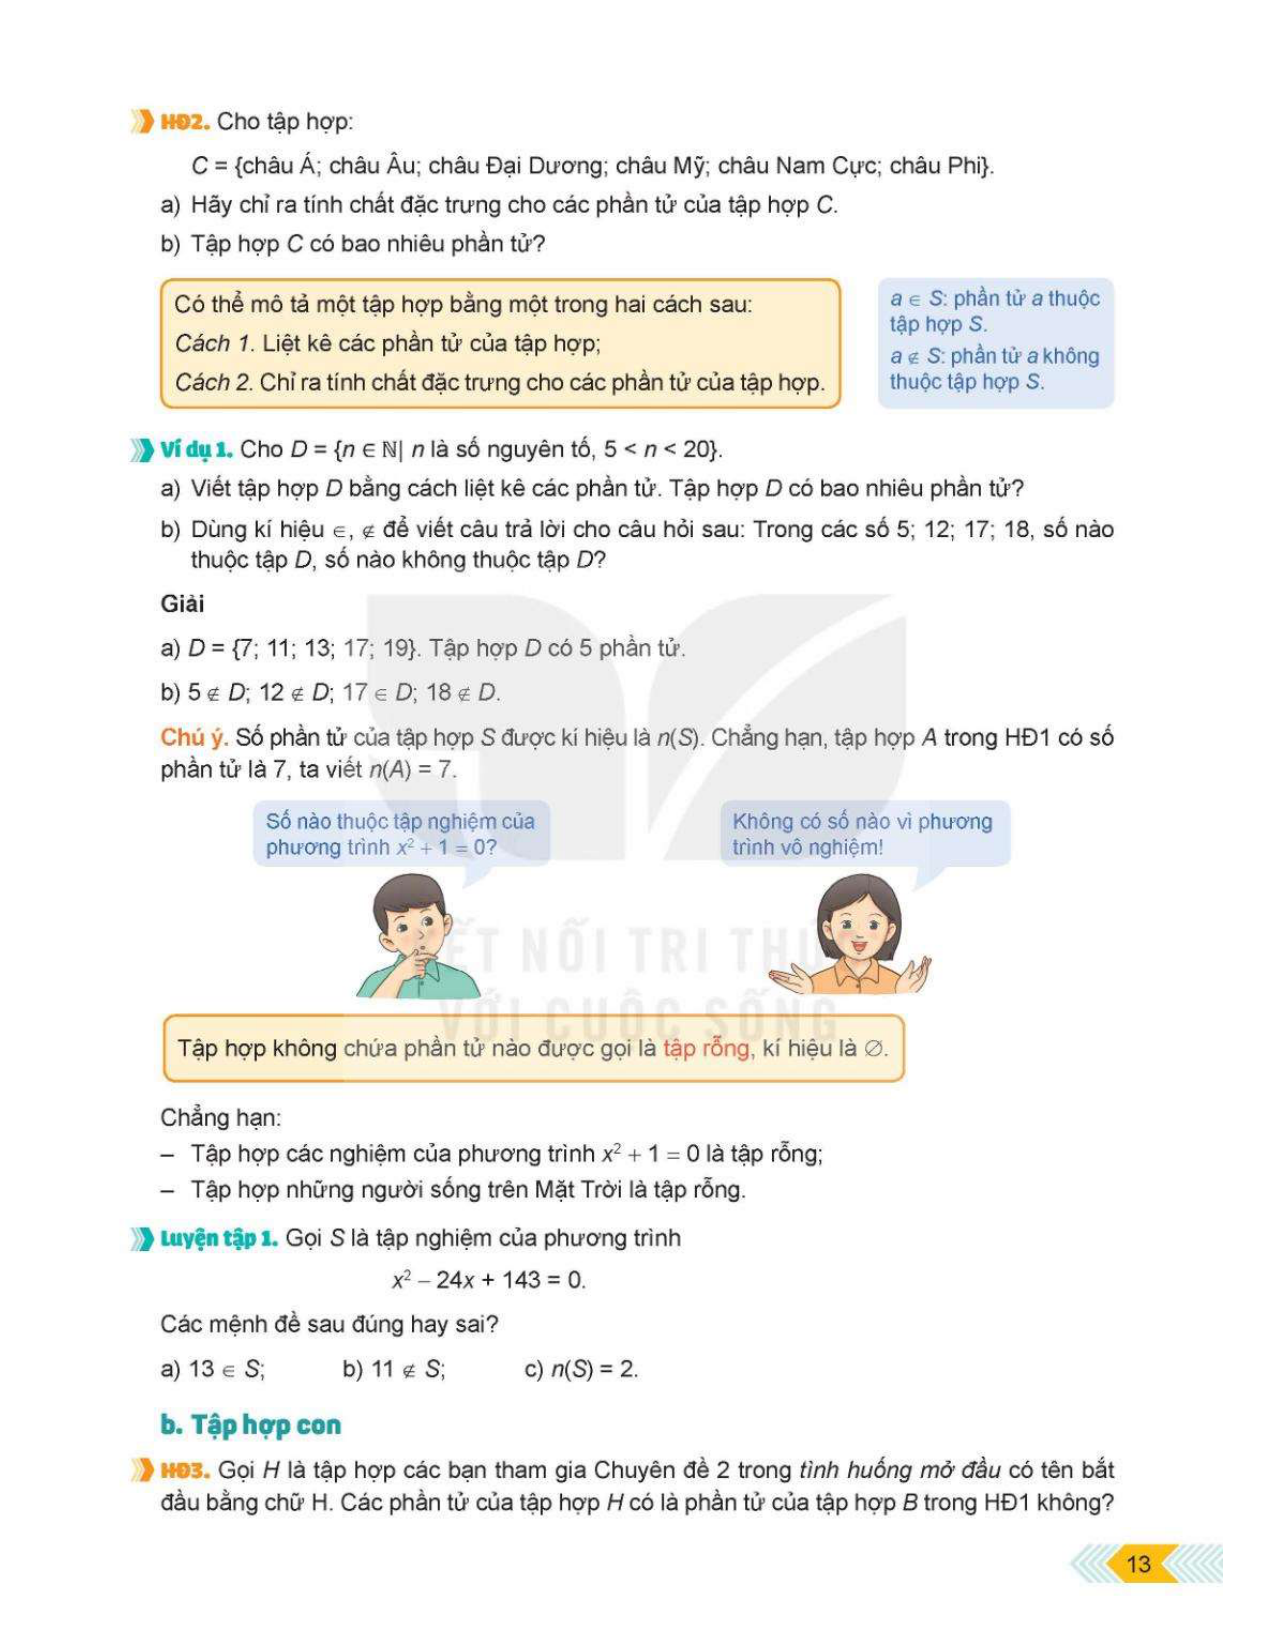 HĐ2. Cho tập hợp:
C = {châu Á; châu Âu; châu Đại Dương; châu Mỹ; châu Nam Cực; châu Phi}.
a) Hãy chỉ ra tính chất đặc trưng cho các phần tử của tập hợp C.
b) Tập hợp C có bao nhiêu phần tử?
Có thể mô tả một tập hợp bằng một trong hai cách sau:
Cách 1. Liệt kê các phần tử của tập hợp;
Cách 2. Chỉ ra tính chất đặc trưng cho các phần tử của tập hợp.
a ∈ S: phần tử a thuộc
tập hợp S.
a ∉ S: phần tử a không
thuộc tập hợp S.
Ví dụ 1. Cho D = {n ∈ ℕ| n là số nguyên tố, 5 < n < 20}.
a) Viết tập hợp D bằng cách liệt kê các phần tử. Tập hợp D có bao nhiêu phần tử?
b) Dùng kí hiệu ∈, ∉ để viết câu trả lời cho câu hỏi sau: Trong các số 5; 12; 17; 18, số nào
thuộc tập D, số nào không thuộc tập D?
Giải
a) D = {7; 11; 13; 17; 19}. Tập hợp D có 5 phần tử.
b) 5 ∉ D; 12 ∉ D; 17 ∈ D; 18 ∉ D.
Chú ý. Số phần tử của tập hợp S được kí hiệu là n(S). Chẳng hạn, tập hợp A trong HĐ1 có số
phần tử là 7, ta viết n(A) = 7.
Số nào thuộc tập nghiệm của
phương trình x² + 1 = 0?
Không có số nào vì phương
trình vô nghiệm!
KẾT NỐI TRI THỨC
VỚI CUỘC SỐNG
Tập hợp không chứa phần tử nào được gọi là tập rỗng, kí hiệu là ∅.
Chẳng hạn:
– Tập hợp các nghiệm của phương trình x² + 1 = 0 là tập rỗng;
– Tập hợp những người sống trên Mặt Trời là tập rỗng.
Luyện tập 1. Gọi S là tập nghiệm của phương trình
x² – 24x + 143 = 0.
Các mệnh đề sau đúng hay sai?
a) 13 ∈ S; b) 11 ∉ S; c) n(S) = 2.
b. Tập hợp con
HĐ3. Gọi H là tập hợp các bạn tham gia Chuyên đề 2 trong tình huống mở đầu có tên bắt
đầu bằng chữ H. Các phần tử của tập hợp H có là phần tử của tập hợp B trong HĐ1 không?
13